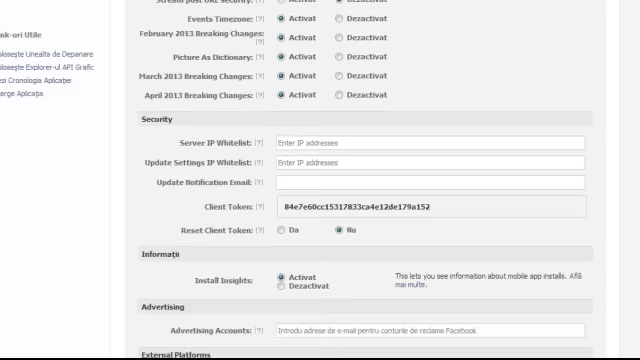 Stream post URL security: [?] Activat Dezactivat
Events Timezone: [?] Activat Dezactivat
February 2013 Breaking Changes: [?] Activat Dezactivat
nk-uri Utile
Picture As Dictionary: [?] Activat Dezactivat
olosește Unealta de Depanare
olosește Explorer-ul API Grafic
March 2013 Breaking Changes: [?] Activat Dezactivat
ezi Cronologia Aplicației
erge Aplicația
April 2013 Breaking Changes: [?] Activat Dezactivat
Security
Server IP Whitelist: [?] Enter IP addresses
Update Settings IP Whitelist: [?] Enter IP addresses
Update Notification Email: [?]
Client Token: [?] 84e7e60cc15317833ca4e12de179a152
Reset Client Token: [?] Da Nu
Informații
Install Insights: [?] Activat Dezactivat
This lets you see information about mobile app installs. Află
mai multe.
Advertising
Advertising Accounts: [?] Introdu adrese de e-mail pentru conturile de reclame Facebook
External Platforms